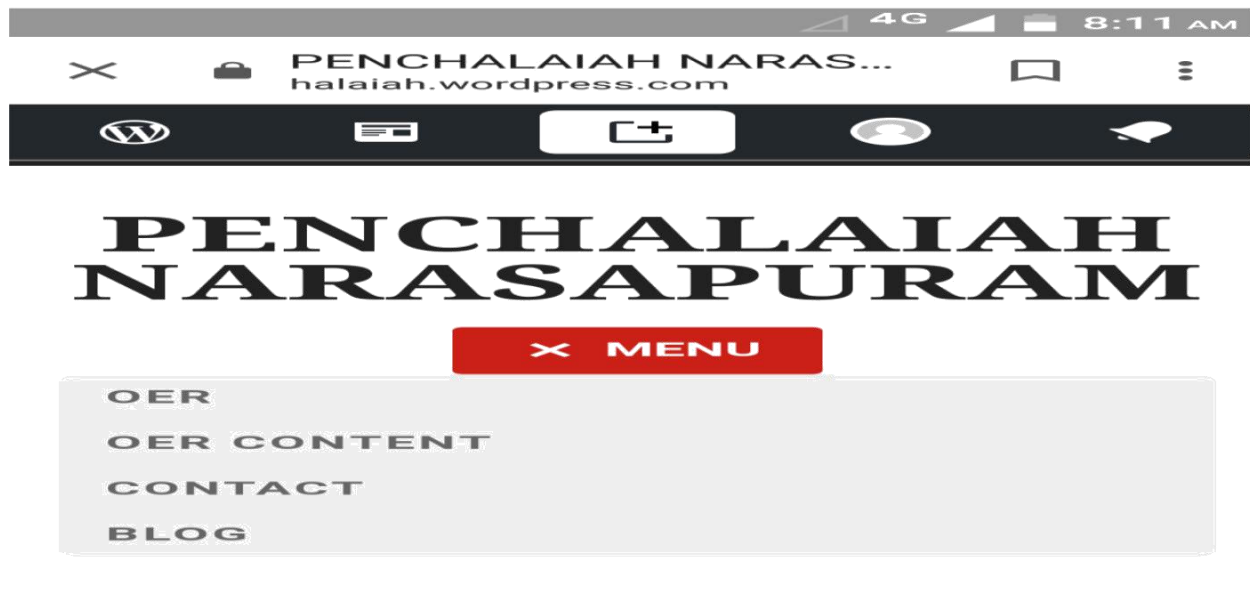 4G 8:11 AM
PENCHALAIAH NARAS...
halaiah.wordpress.com
PENCHALAIAH
NARASAPURAM
× MENU
OER
OER CONTENT
CONTACT
BLOG